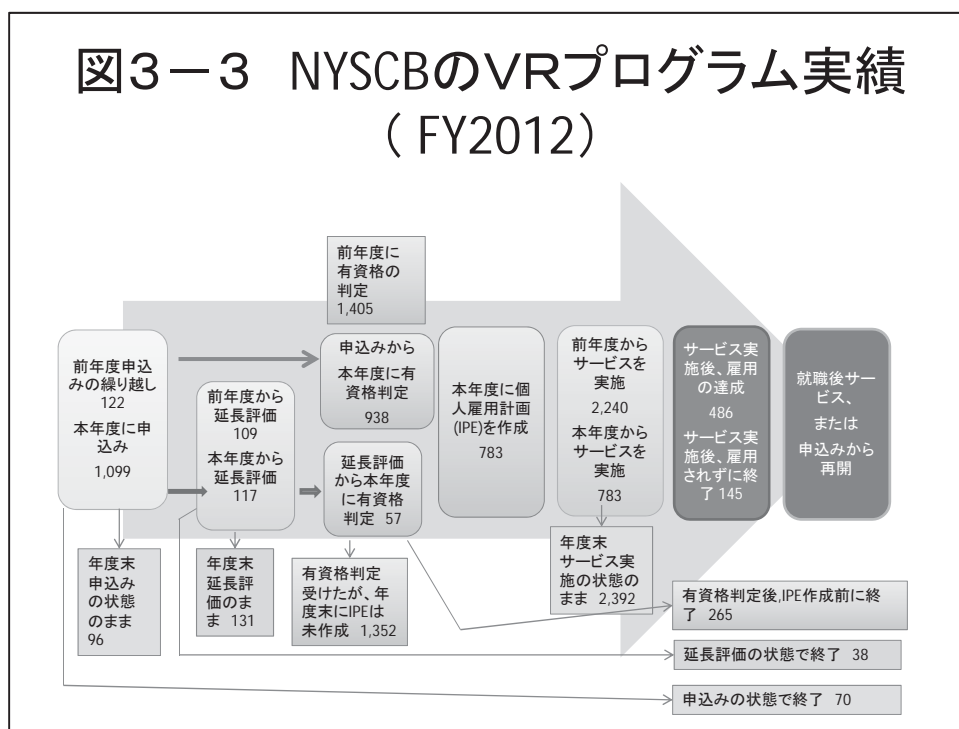 図3－3 NYSCBのVRプログラム実績
（FY2012）
前年度に
有資格の
判定
1,405
前年度申込
みの繰り越し
122
本年度に申
込み
1,099
前年度から
延長評価
109
本年度から
延長評価
117
申込みから
本年度に有
資格判定
938
延長評価
から本年度
に有資格
判定 57
本年度に個
人雇用計画
(IPE)を作成
783
前年度から
サービスを
実施
2,240
本年度から
サービスを
実施
783
サービス実
施後、雇用
の達成
486
サービス実
施後、雇用
されずに終
了 145
就職後サー
ビス、
または
申込みから
再開
年度末
申込み
の状態
のまま
96
年度末
延長評
価のま
ま 131
有資格判定
受けたが、年
度末にIPEは
未作成 1,352
年度末
サービス実
施の状態の
まま 2,392
有資格判定後,IPE作成前に終
了 265
延長評価の状態で終了 38
申込みの状態で終了 70